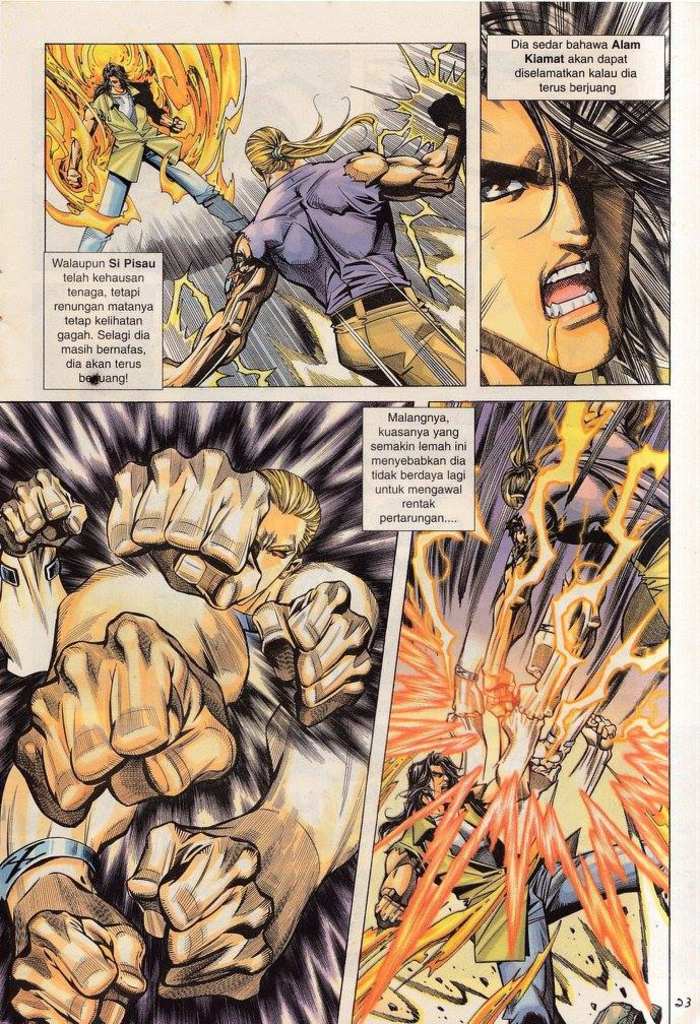 Walaupun Si Pisau
telah kehausan
tenaga, tetapi
renungan matanya
tetap kelihatan
gagah. Selagi dia
masih bernafas,
dia akan terus
berjuang!
Dia sedar bahawa Alam
Kiamat akan dapat
diselamatkan kalau dia
terus berjuang
Malangnya,
kuasanya yang
semakin lemah ini
menyebabkan dia
tidak berdaya lagi
untuk mengawal
rentak
pertarungan....
23